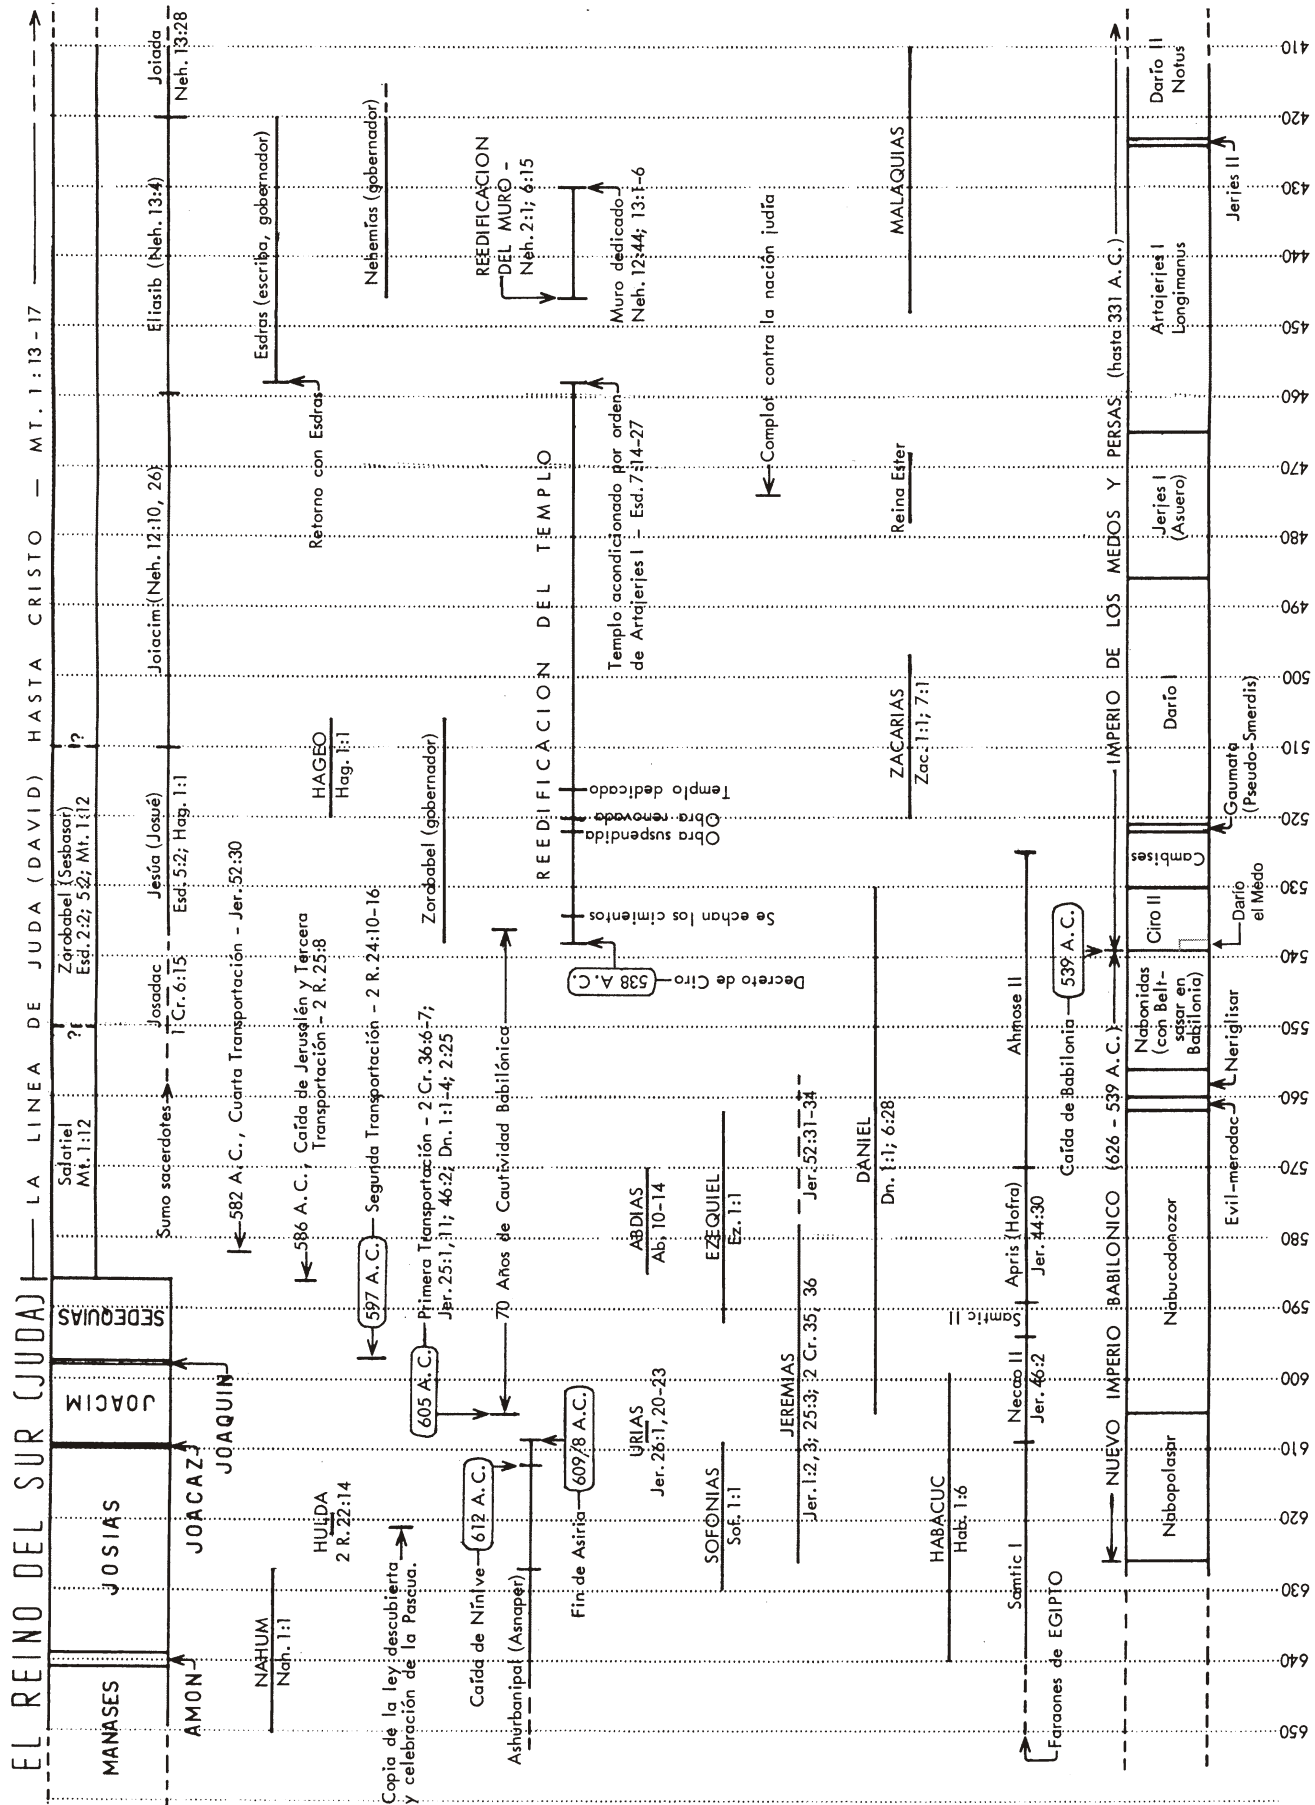 EL REINO DEL SUR (JUDA)
LA LINEA DE JUDA (DAVID) HASTA CRISTO — MT. 1:13-17
MANASES
AMON
JOSIAS
JOACAZ
JOACIM
JOAQUIN
SEDEQUIAS
Salatiel
Mt. 1:12
??
Zorobabel (Sesbasar)
Esd. 2:2; 5:2; Mt. 1:12
?
Sumo sacerdotes
Josadac
1 Cr. 6:15
Jesúa (Josué)
Esd. 5:2; Hag. 1:1
Joiacim (Neh. 12:10, 26)
Eliasib (Neh. 13:4)
Joiada
Neh. 13:28
NAHUM
Nah. 1:1
582 A.C., Cuarta Transportación - Jer. 52:30
Esdras (escriba, gobernador)
Retorno con Esdras
HULDA
2 R. 22:14
586 A.C., Caída de Jerusalén y Tercera
Transportación - 2 R. 25:8
HAGEO
Hag. 1:1
Copia de la ley descubierta
y celebración de la Pascua.
597 A.C.
Segunda Transportación - 2 R. 24:10-16
Nehemías (gobernador)
605 A.C.
Primera Transportación - 2 Cr. 36:6-7;
Jer. 25:1, 11; 46:2; Dn. 1:1-4; 2:25
Zorobabel (gobernador)
Caída de Nínive
612 A.C.
70 Años de Cautividad Babilónica
REEDIFICACION
DEL MURO -
Neh. 2:1; 6:15
Ashurbanipal (Asnaper)
Fin de Asiria
609/8 A.C.
REEDIFICACION DEL TEMPLO
538 A.C.
Decreto de Ciro
Se echan los cimientos
Obra suspendida
Obra renovada
Templo dedicado
Templo acondicionado por orden
de Artajerjes I - Esd. 7:14-27
Muro dedicado
Neh. 12:44; 13:1-6
URIAS
Jer. 26:1, 20-23
ABDIAS
Ab. 10-14
SOFONIAS
Sof. 1:1
EZEQUIEL
Ez. 1:1
Complot contra la nación judía
JEREMIAS
Jer. 1:2, 3; 25:3; 2 Cr. 35, 36
Jer. 52:31-34
DANIEL
Dn. 1:1; 6:28
ZACARIAS
Zac. 1:1; 7:1
Reina Ester
MALAQUIAS
HABACUC
Hab. 1:6
Faraones de EGIPTO
Samtic I
Necao II
Jer. 46:2
Samtic II
Apris (Hofra)
Jer. 44:30
Ahmose II
Caída de Babilonia
539 A.C.
NUEVO IMPERIO BABILONICO (626 - 539 A.C.)
IMPERIO DE LOS MEDOS Y PERSAS (hasta 331 A.C.)
Nabopolasar
Nabucodonozor
Evil-merodac
Neriglisar
Nabonidas
(con Belt-
sasar en
Babilonia)
Ciro II
Darío
el Medo
Cambises
Gaumata
(Pseudo-Smerdis)
Darío I
Jerjes I
(Asuero)
Artajerjes I
Longimanus
Jerjes II
Darío II
Notus
650
640
630
620
610
600
590
580
570
560
550
540
530
520
510
500
490
480
470
460
450
440
430
420
410